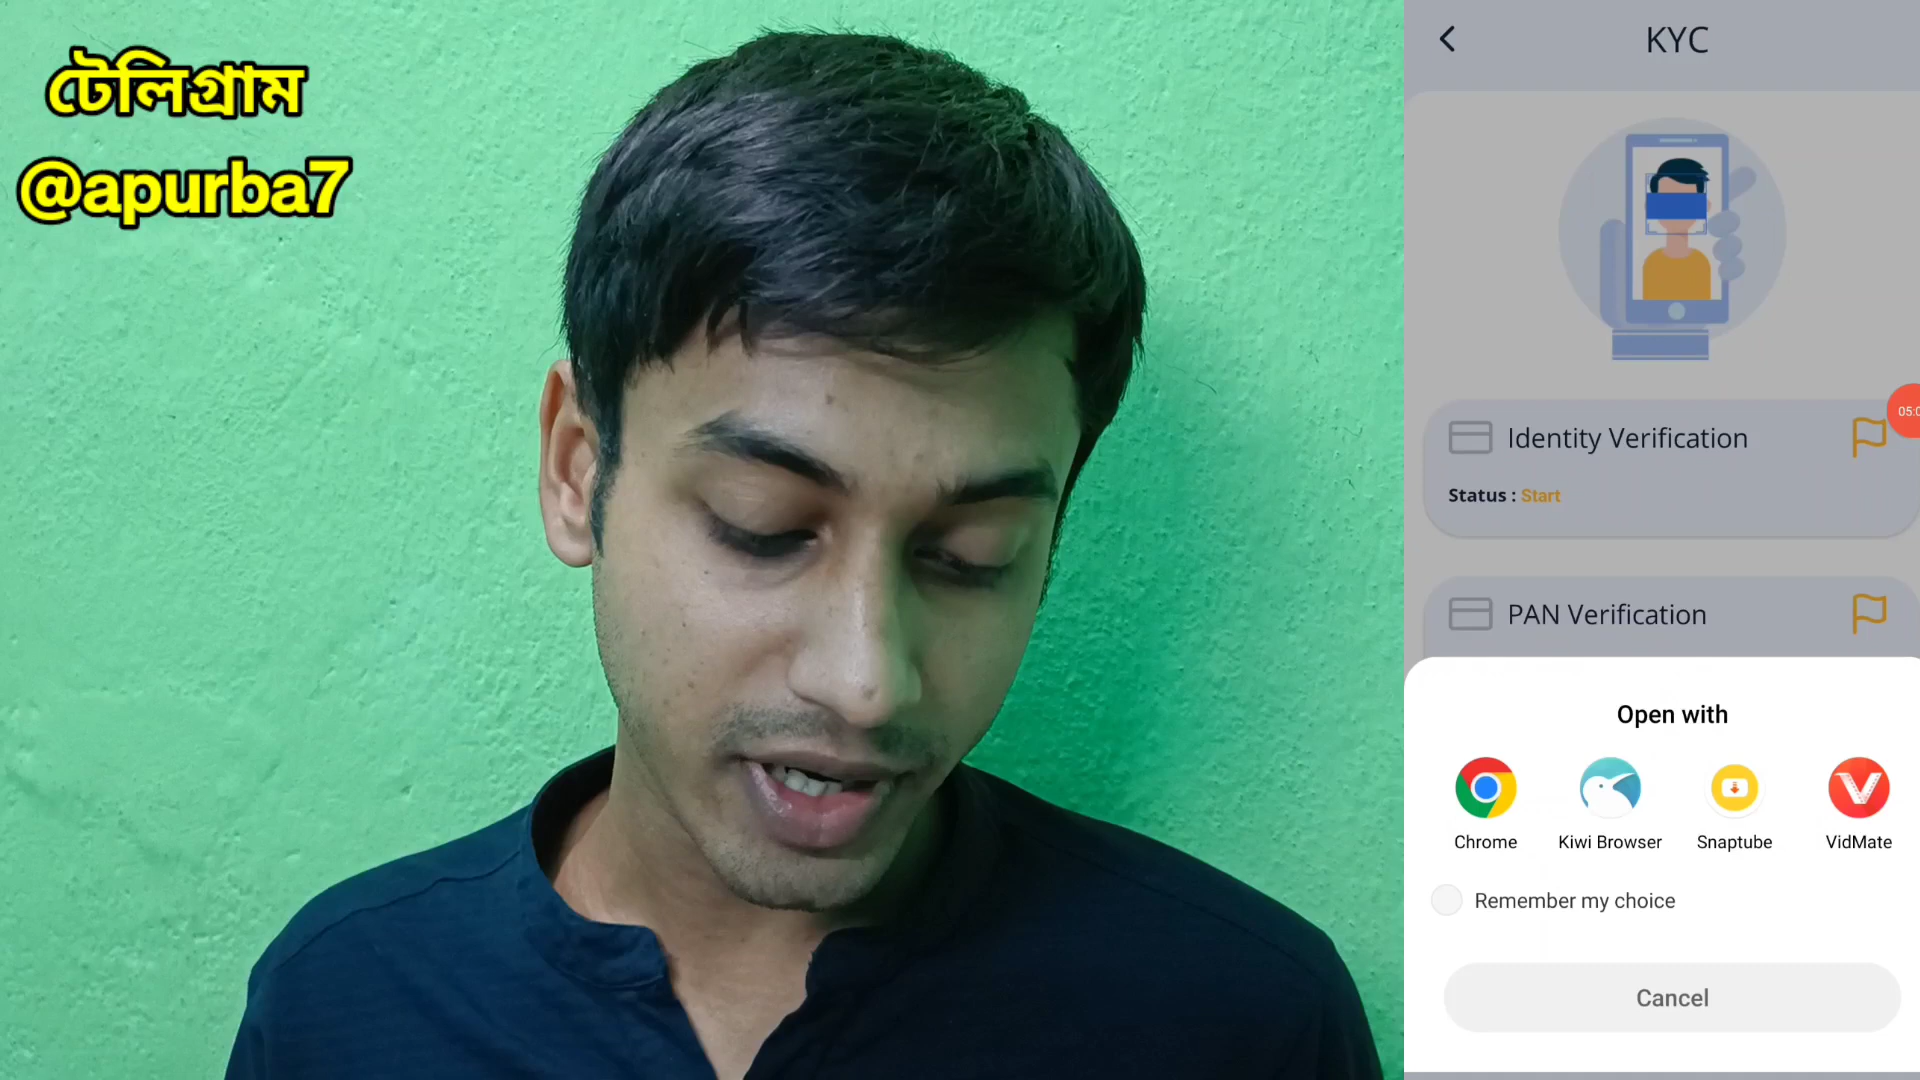 টেলিগ্রাম
@apurba7
KYC
Identity Verification
Status : Start
PAN Verification
Open with
Chrome
Kiwi Browser
Snaptube
VidMate
Remember my choice
Cancel